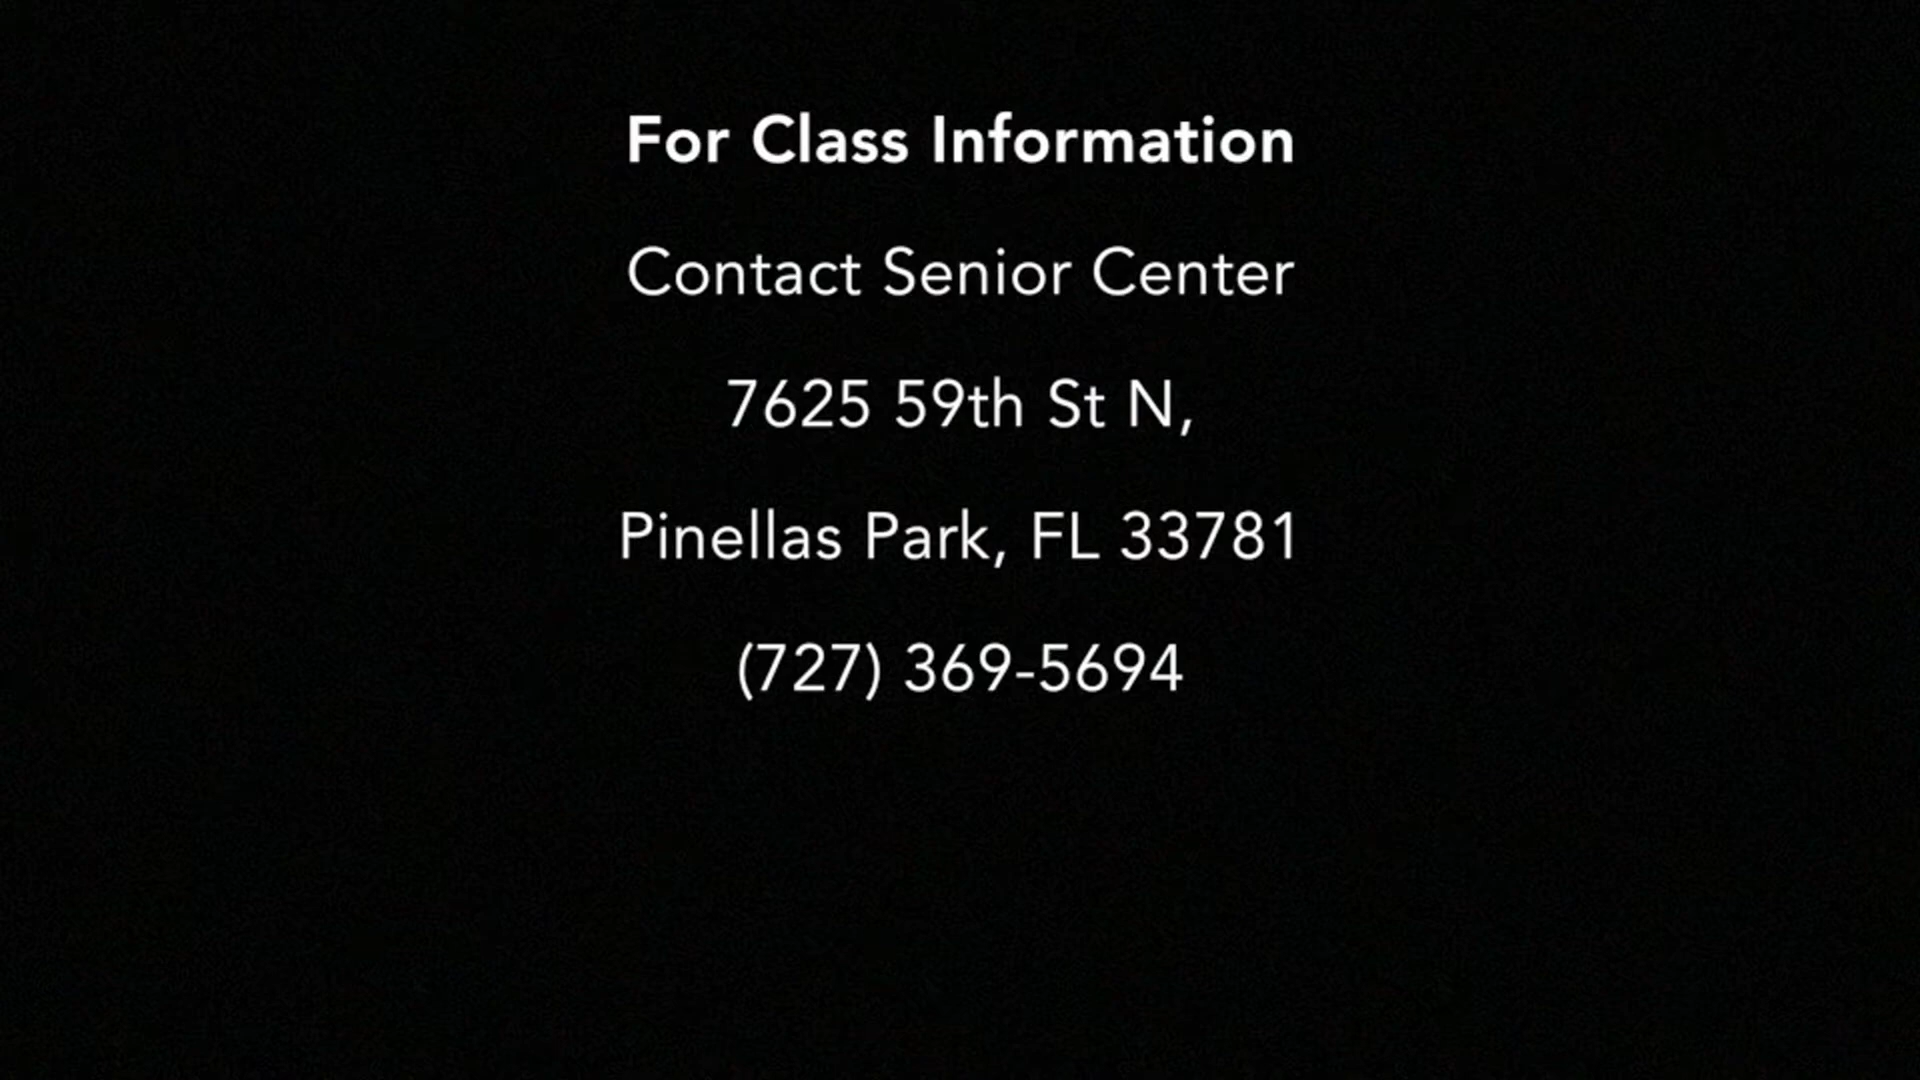 For Class Information
Contact Senior Center
7625 59th St N,
Pinellas Park, FL 33781
(727) 369-5694